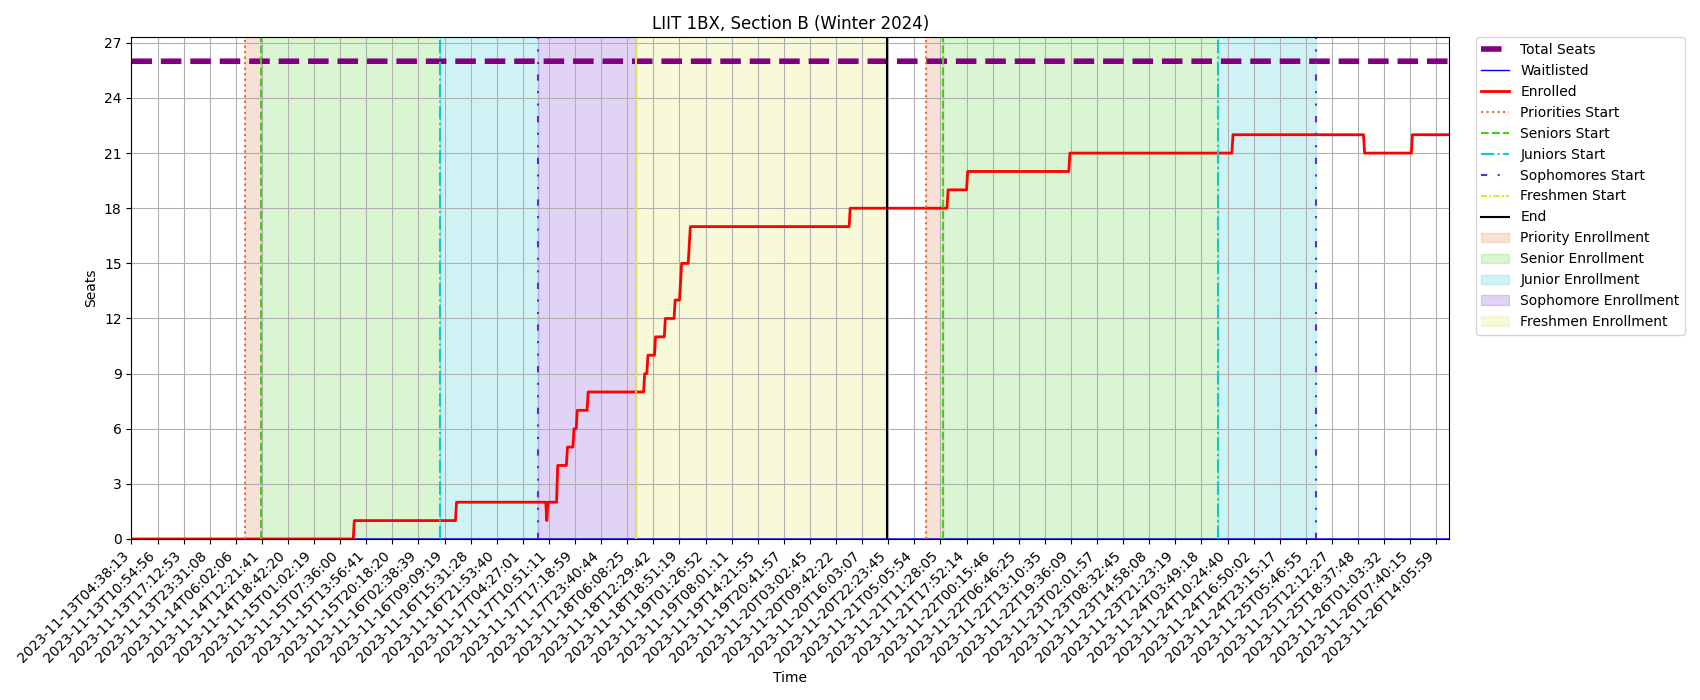 LIIT 1BX, Section B (Winter 2024)
27
24
21
18
15
12
9
6
3
0
Seats
2023-11-13T04:38:13
2023-11-13T10:54:56
2023-11-13T17:12:53
2023-11-13T23:31:08
2023-11-14T06:02:06
2023-11-14T12:21:41
2023-11-14T18:42:20
2023-11-15T01:02:19
2023-11-15T07:36:00
2023-11-15T13:56:41
2023-11-15T20:18:20
2023-11-16T02:38:39
2023-11-16T09:09:19
2023-11-16T15:31:28
2023-11-16T21:53:40
2023-11-17T04:27:01
2023-11-17T10:51:11
2023-11-17T17:18:59
2023-11-17T23:40:44
2023-11-18T06:08:25
2023-11-18T12:29:42
2023-11-18T18:51:19
2023-11-19T01:26:52
2023-11-19T08:01:11
2023-11-19T14:21:55
2023-11-19T20:41:57
2023-11-20T03:02:45
2023-11-20T09:42:22
2023-11-20T16:03:07
2023-11-20T22:23:45
2023-11-21T05:05:54
2023-11-21T11:28:05
2023-11-21T17:52:14
2023-11-22T00:15:46
2023-11-22T06:46:25
2023-11-22T13:10:35
2023-11-22T19:36:09
2023-11-23T02:01:57
2023-11-23T08:32:45
2023-11-23T14:58:08
2023-11-23T21:23:19
2023-11-24T03:49:18
2023-11-24T10:24:40
2023-11-24T16:50:02
2023-11-24T23:15:17
2023-11-25T05:46:55
2023-11-25T12:12:27
2023-11-25T18:37:48
2023-11-26T01:03:32
2023-11-26T07:40:15
2023-11-26T14:05:59
Time
Total Seats
Waitlisted
Enrolled
Priorities Start
Seniors Start
Juniors Start
Sophomores Start
Freshmen Start
End
Priority Enrollment
Senior Enrollment
Junior Enrollment
Sophomore Enrollment
Freshmen Enrollment